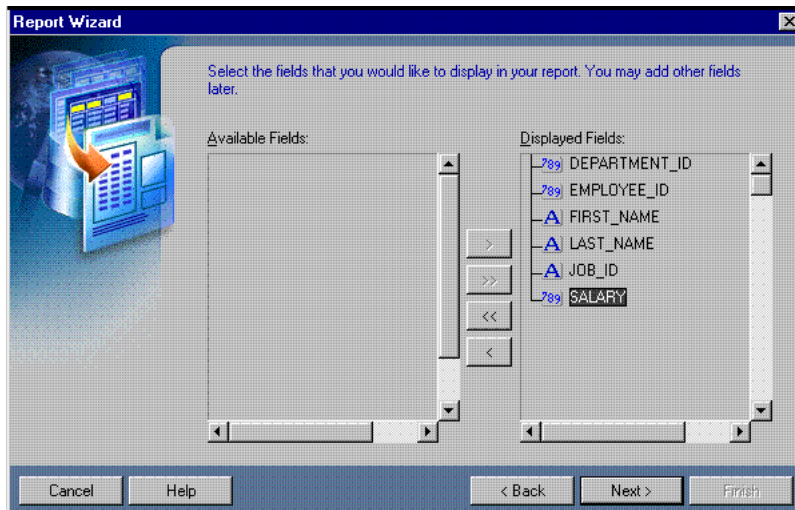 Report Wizard
Select the fields that you would like to display in your report. You may add other fields
later.
Available Fields:
Displayed Fields:
789 DEPARTMENT_ID
789 EMPLOYEE_ID
A FIRST_NAME
A LAST_NAME
A JOB_ID
789 SALARY
>
>>
<<
<
Cancel
Help
< Back
Next >
Finish